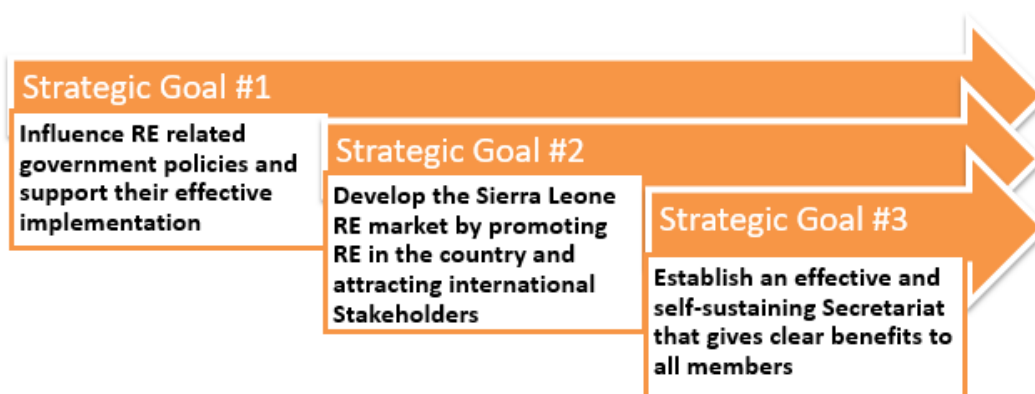 Strategic Goal #1
Influence RE related
government policies and
support their effective
implementation
Strategic Goal #2
Develop the Sierra Leone
RE market by promoting
RE in the country and
attracting international
Stakeholders
Strategic Goal #3
Establish an effective and
self-sustaining Secretariat
that gives clear benefits to
all members